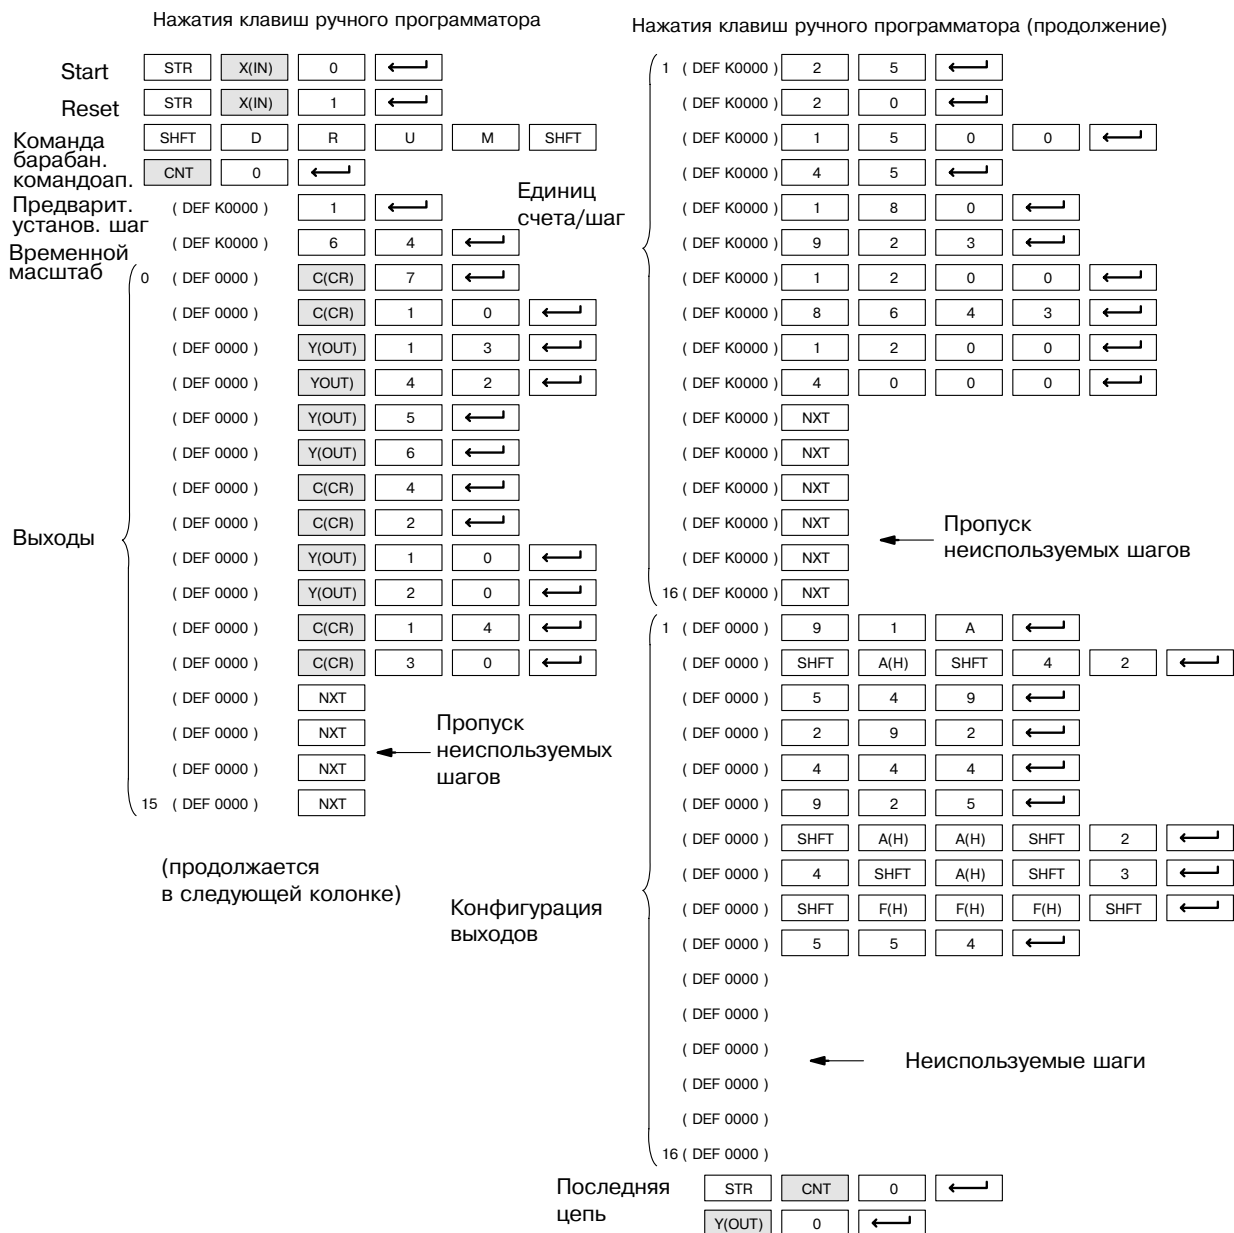 Нажатия клавиш ручного программатора
Start STR X(IN) 0
Reset STR X(IN) 1
Команда барабан. командоап. SHFT D R U M SHFT
CNT 0
Предварит. установ. шаг ( DEF K0000 ) 1
Временной масштаб ( DEF K0000 ) 6 4
Выходы
0 ( DEF 0000 ) C(CR) 7
( DEF 0000 ) C(CR) 1 0
( DEF 0000 ) Y(OUT) 1 3
( DEF 0000 ) YOUT) 4 2
( DEF 0000 ) Y(OUT) 5
( DEF 0000 ) Y(OUT) 6
( DEF 0000 ) C(CR) 4
( DEF 0000 ) C(CR) 2
( DEF 0000 ) Y(OUT) 1 0
( DEF 0000 ) Y(OUT) 2 0
( DEF 0000 ) C(CR) 1 4
( DEF 0000 ) C(CR) 3 0
( DEF 0000 ) NXT
( DEF 0000 ) NXT
( DEF 0000 ) NXT
15 ( DEF 0000 ) NXT
Пропуск
неиспользуемых
шагов
(продолжается
в следующей колонке)
Нажатия клавиш ручного программатора (продолжение)
Единиц
счета/шаг
1 ( DEF K0000 ) 2 5
( DEF K0000 ) 2 0
( DEF K0000 ) 1 5 0 0
( DEF K0000 ) 4 5
( DEF K0000 ) 1 8 0
( DEF K0000 ) 9 2 3
( DEF K0000 ) 1 2 0 0
( DEF K0000 ) 8 6 4 3
( DEF K0000 ) 1 2 0 0
( DEF K0000 ) 4 0 0 0
( DEF K0000 ) NXT
( DEF K0000 ) NXT
( DEF K0000 ) NXT
( DEF K0000 ) NXT
( DEF K0000 ) NXT
16 ( DEF K0000 ) NXT
Пропуск
неиспользуемых шагов
Конфигурация
выходов
1 ( DEF 0000 ) 9 1 A
( DEF 0000 ) SHFT A(H) SHFT 4 2
( DEF 0000 ) 5 4 9
( DEF 0000 ) 2 9 2
( DEF 0000 ) 4 4 4
( DEF 0000 ) 9 2 5
( DEF 0000 ) SHFT A(H) A(H) SHFT 2
( DEF 0000 ) 4 SHFT A(H) SHFT 3
( DEF 0000 ) SHFT F(H) F(H) F(H) SHFT
( DEF 0000 ) 5 5 4
( DEF 0000 )
( DEF 0000 )
( DEF 0000 )
( DEF 0000 )
( DEF 0000 )
16 ( DEF 0000 )
Неиспользуемые шаги
Последняя
цепь
STR CNT 0
Y(OUT) 0